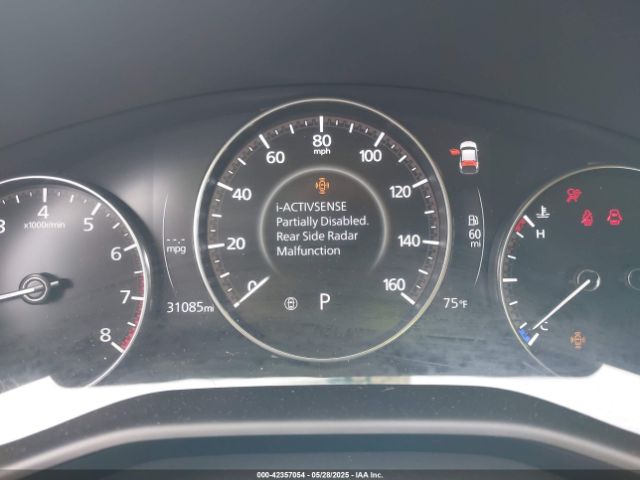 4
5
6
7
8
x1000r/min
mpg
31085mi
0
20
40
60
80
mph
100
120
140
160
i-ACTIVSENSE
Partially Disabled.
Rear Side Radar
Malfunction
P
60
mi
75°F
H
C
000-42357054 | 05/28/2025 - IAA Inc.